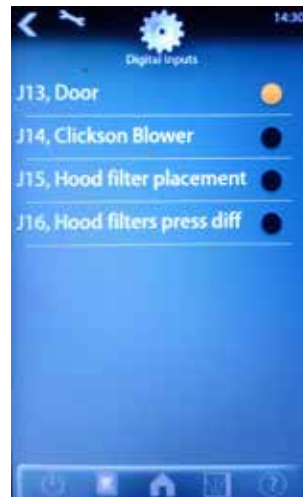 14:30
Digital Inputs
J13, Door
J14, Clickson Blower
J15, Hood filter placement
J16, Hood filters press diff